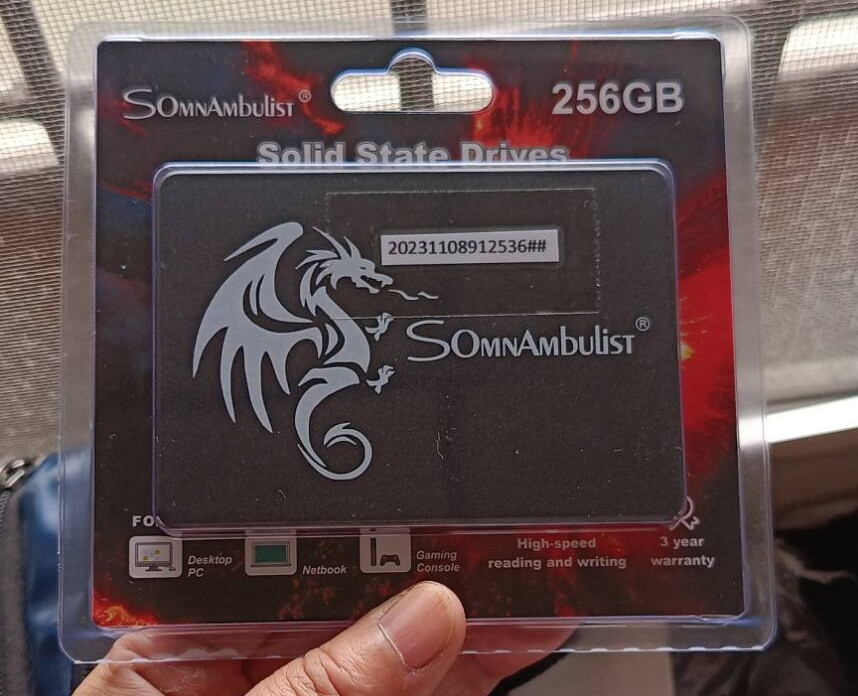 SOmnAmbulist®
256GB
Solid State Drives
20231108912536##
SOmnAmbulist®
FO
Desktop
PC
Netbook
Gaming
Console
High-speed
reading and writing
3 year
warranty